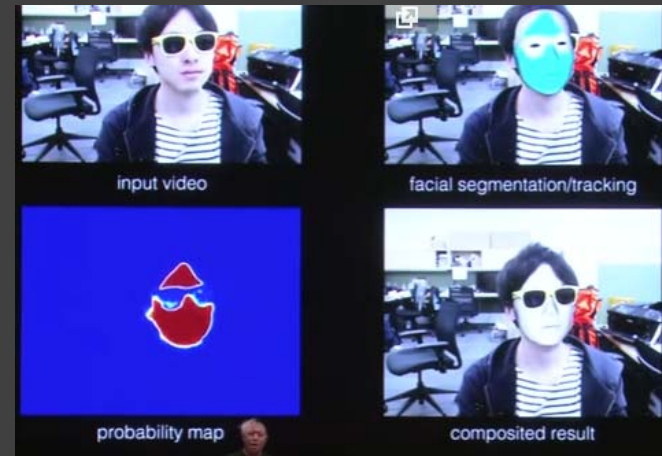 input video
facial segmentation/tracking
probability map
composited result